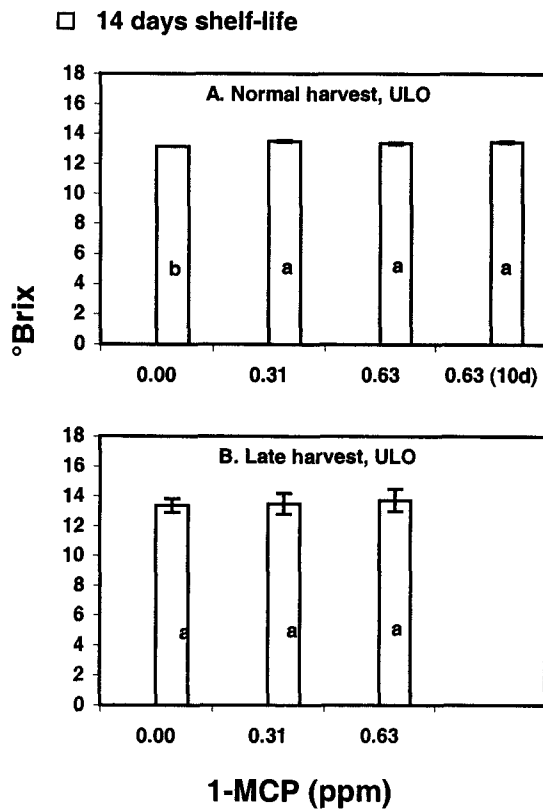 14 days shelf-life
18
A. Normal harvest, ULO
16
14
12
10
8
6
b a a a
4
2
0
°Brix
0.00 0.31 0.63 0.63 (10d)
18
B. Late harvest, ULO
16
14
12
10
8
6
a a a
4
2
0
0.00 0.31 0.63
1-MCP (ppm)